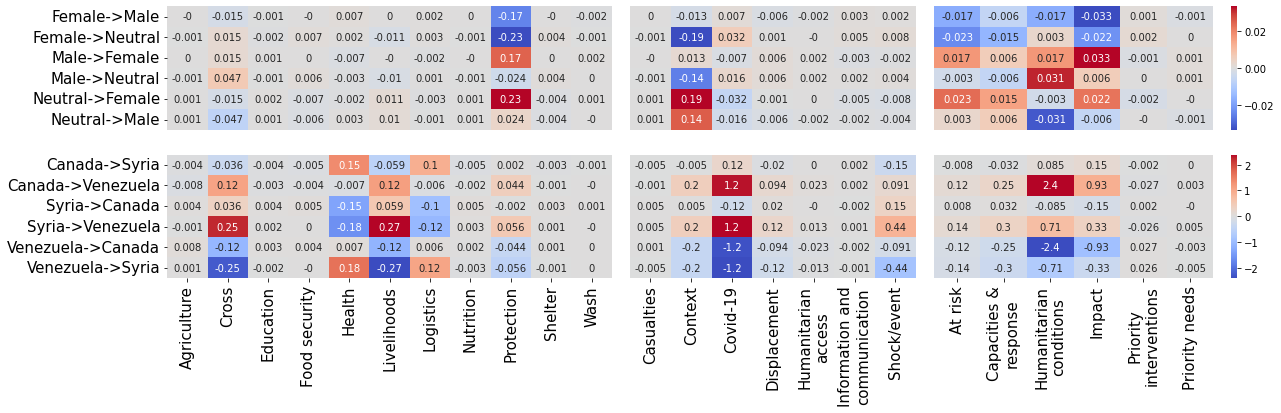 Female->Male -0 -0.015 -0.001 -0 0.007 0 0.002 0 -0.17 -0 -0.002 0 -0.013 0.007 -0.006 -0.002 0.003 0.002 -0.017 -0.006 -0.017 -0.033 0.001 -0.001 0.02
Female->Neutral -0.001 0.015 -0.002 0.007 0.002 -0.011 0.003 -0.001 -0.23 0.004 -0.001 -0.001 -0.19 0.032 0.001 -0 0.005 0.008 -0.023 -0.015 0.003 -0.022 0.002 0
Male->Female 0 0.015 0.001 0 -0.007 -0 -0.002 -0 0.17 0 0.002 -0 0.013 -0.007 0.006 0.002 -0.003 -0.002 0.017 0.006 0.017 0.033 -0.001 0.001 0.00
Male->Neutral -0.001 0.047 -0.001 0.006 -0.003 -0.01 0.001 -0.001 -0.024 0.004 0 -0.001 -0.14 0.016 0.006 0.002 0.002 0.004 -0.003 -0.006 0.031 0.006 0 0.001
Neutral->Female 0.001 -0.015 0.002 -0.007 -0.002 0.011 -0.003 0.001 0.23 -0.004 0.001 0.001 0.19 -0.032 -0.001 0 -0.005 -0.008 0.023 0.015 -0.003 0.022 -0.002 -0 −0.02
Neutral->Male 0.001 -0.047 0.001 -0.006 0.003 0.01 -0.001 0.001 0.024 -0.004 -0 0.001 0.14 -0.016 -0.006 -0.002 -0.002 -0.004 0.003 0.006 -0.031 -0.006 -0 -0.001
Canada->Syria -0.004 -0.036 -0.004 -0.005 0.15 -0.059 0.1 -0.005 -0.002 -0.003 -0.001 -0.005 -0.005 0.12 -0.02 0 0.002 -0.15 -0.008 -0.032 0.085 0.15 -0.002 0 2
Canada->Venezuela -0.008 0.12 -0.003 -0.004 -0.007 0.12 -0.006 -0.002 0.044 -0.001 -0 -0.001 0.2 1.2 0.094 0.023 0.002 0.091 0.12 0.25 2.4 0.93 -0.027 0.003 1
Syria->Canada 0.004 0.036 0.004 0.005 -0.15 0.059 -0.1 0.005 -0.002 0.003 0.001 0.005 0.005 -0.12 0.02 -0 -0.002 0.15 0.008 0.032 -0.085 -0.15 0.002 -0 0
Syria->Venezuela -0.001 0.25 0.002 0 -0.18 0.27 -0.12 0.003 0.056 0.001 -0 0.005 0.2 1.2 0.12 0.013 0.001 0.44 0.14 0.3 0.71 0.33 -0.026 0.005
Venezuela->Canada 0.008 -0.12 0.003 0.004 0.007 -0.12 0.006 0.002 -0.044 0.001 0 0.001 -0.2 -1.2 -0.094 -0.023 -0.002 -0.091 -0.12 -0.25 -2.4 -0.93 0.027 -0.003 −1
Venezuela->Syria 0.001 -0.25 -0.002 -0 0.18 -0.27 0.12 -0.003 -0.056 -0.001 0 -0.005 -0.2 -1.2 -0.12 -0.013 -0.001 -0.44 -0.14 -0.3 -0.71 -0.33 0.026 -0.005 −2
Agriculture
Cross
Education
Food security
Health
Livelihoods
Logistics
Nutrition
Protection
Shelter
Wash
Casualties
Context
Covid-19
Displacement
Humanitarian
access
Information and
communication
Shock/event
At risk
Capacities &
response
Humanitarian
conditions
Impact
Priority
interventions
Priority needs